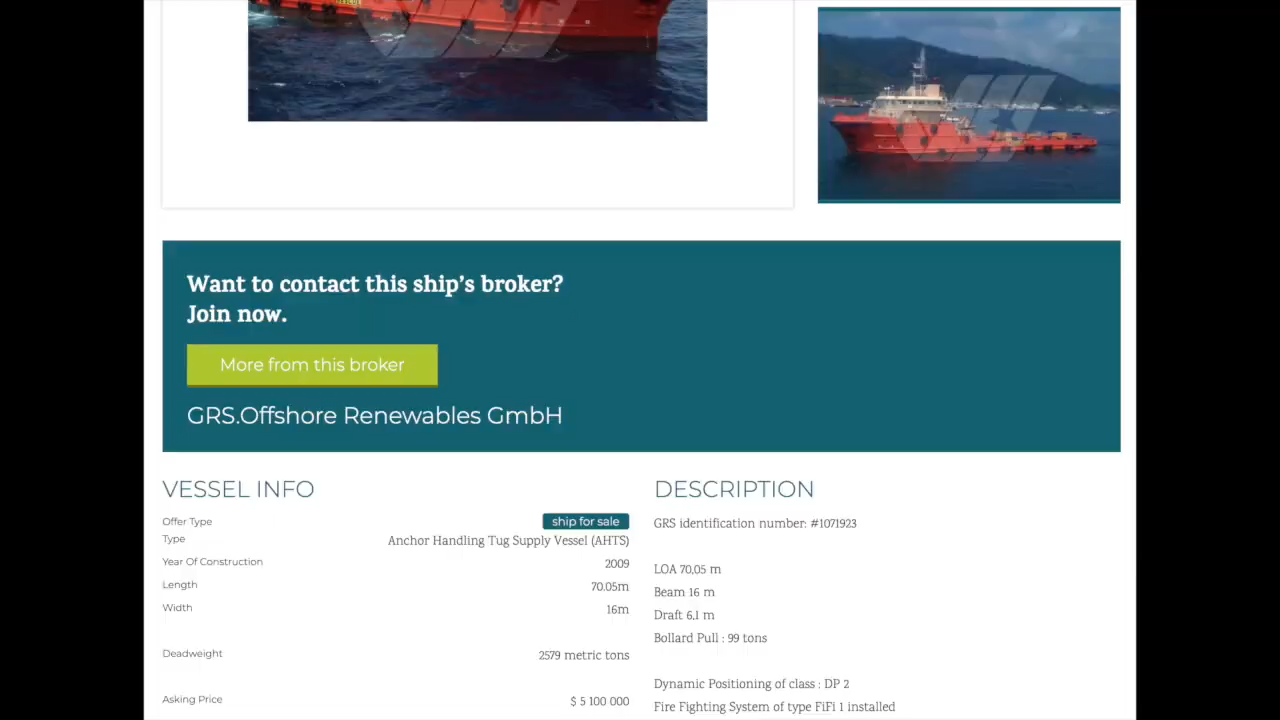 RESCUE
Want to contact this ship's broker?
Join now.
More from this broker
GRS.Offshore Renewables GmbH
VESSEL INFO
Offer Type ship for sale
Type Anchor Handling Tug Supply Vessel (AHTS)
Year Of Construction 2009
Length 70.05m
Width 16m
Deadweight 2579 metric tons
Asking Price $ 5 100 000
DESCRIPTION
GRS identification number: #1071923
LOA 70,05 m
Beam 16 m
Draft 6,1 m
Bollard Pull : 99 tons
Dynamic Positioning of class : DP 2
Fire Fighting System of type FiFi 1 installed